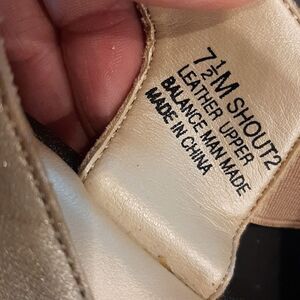 7½M SHOUT2
LEATHER UPPER
BALANCE MAN MADE
MADE IN CHINA